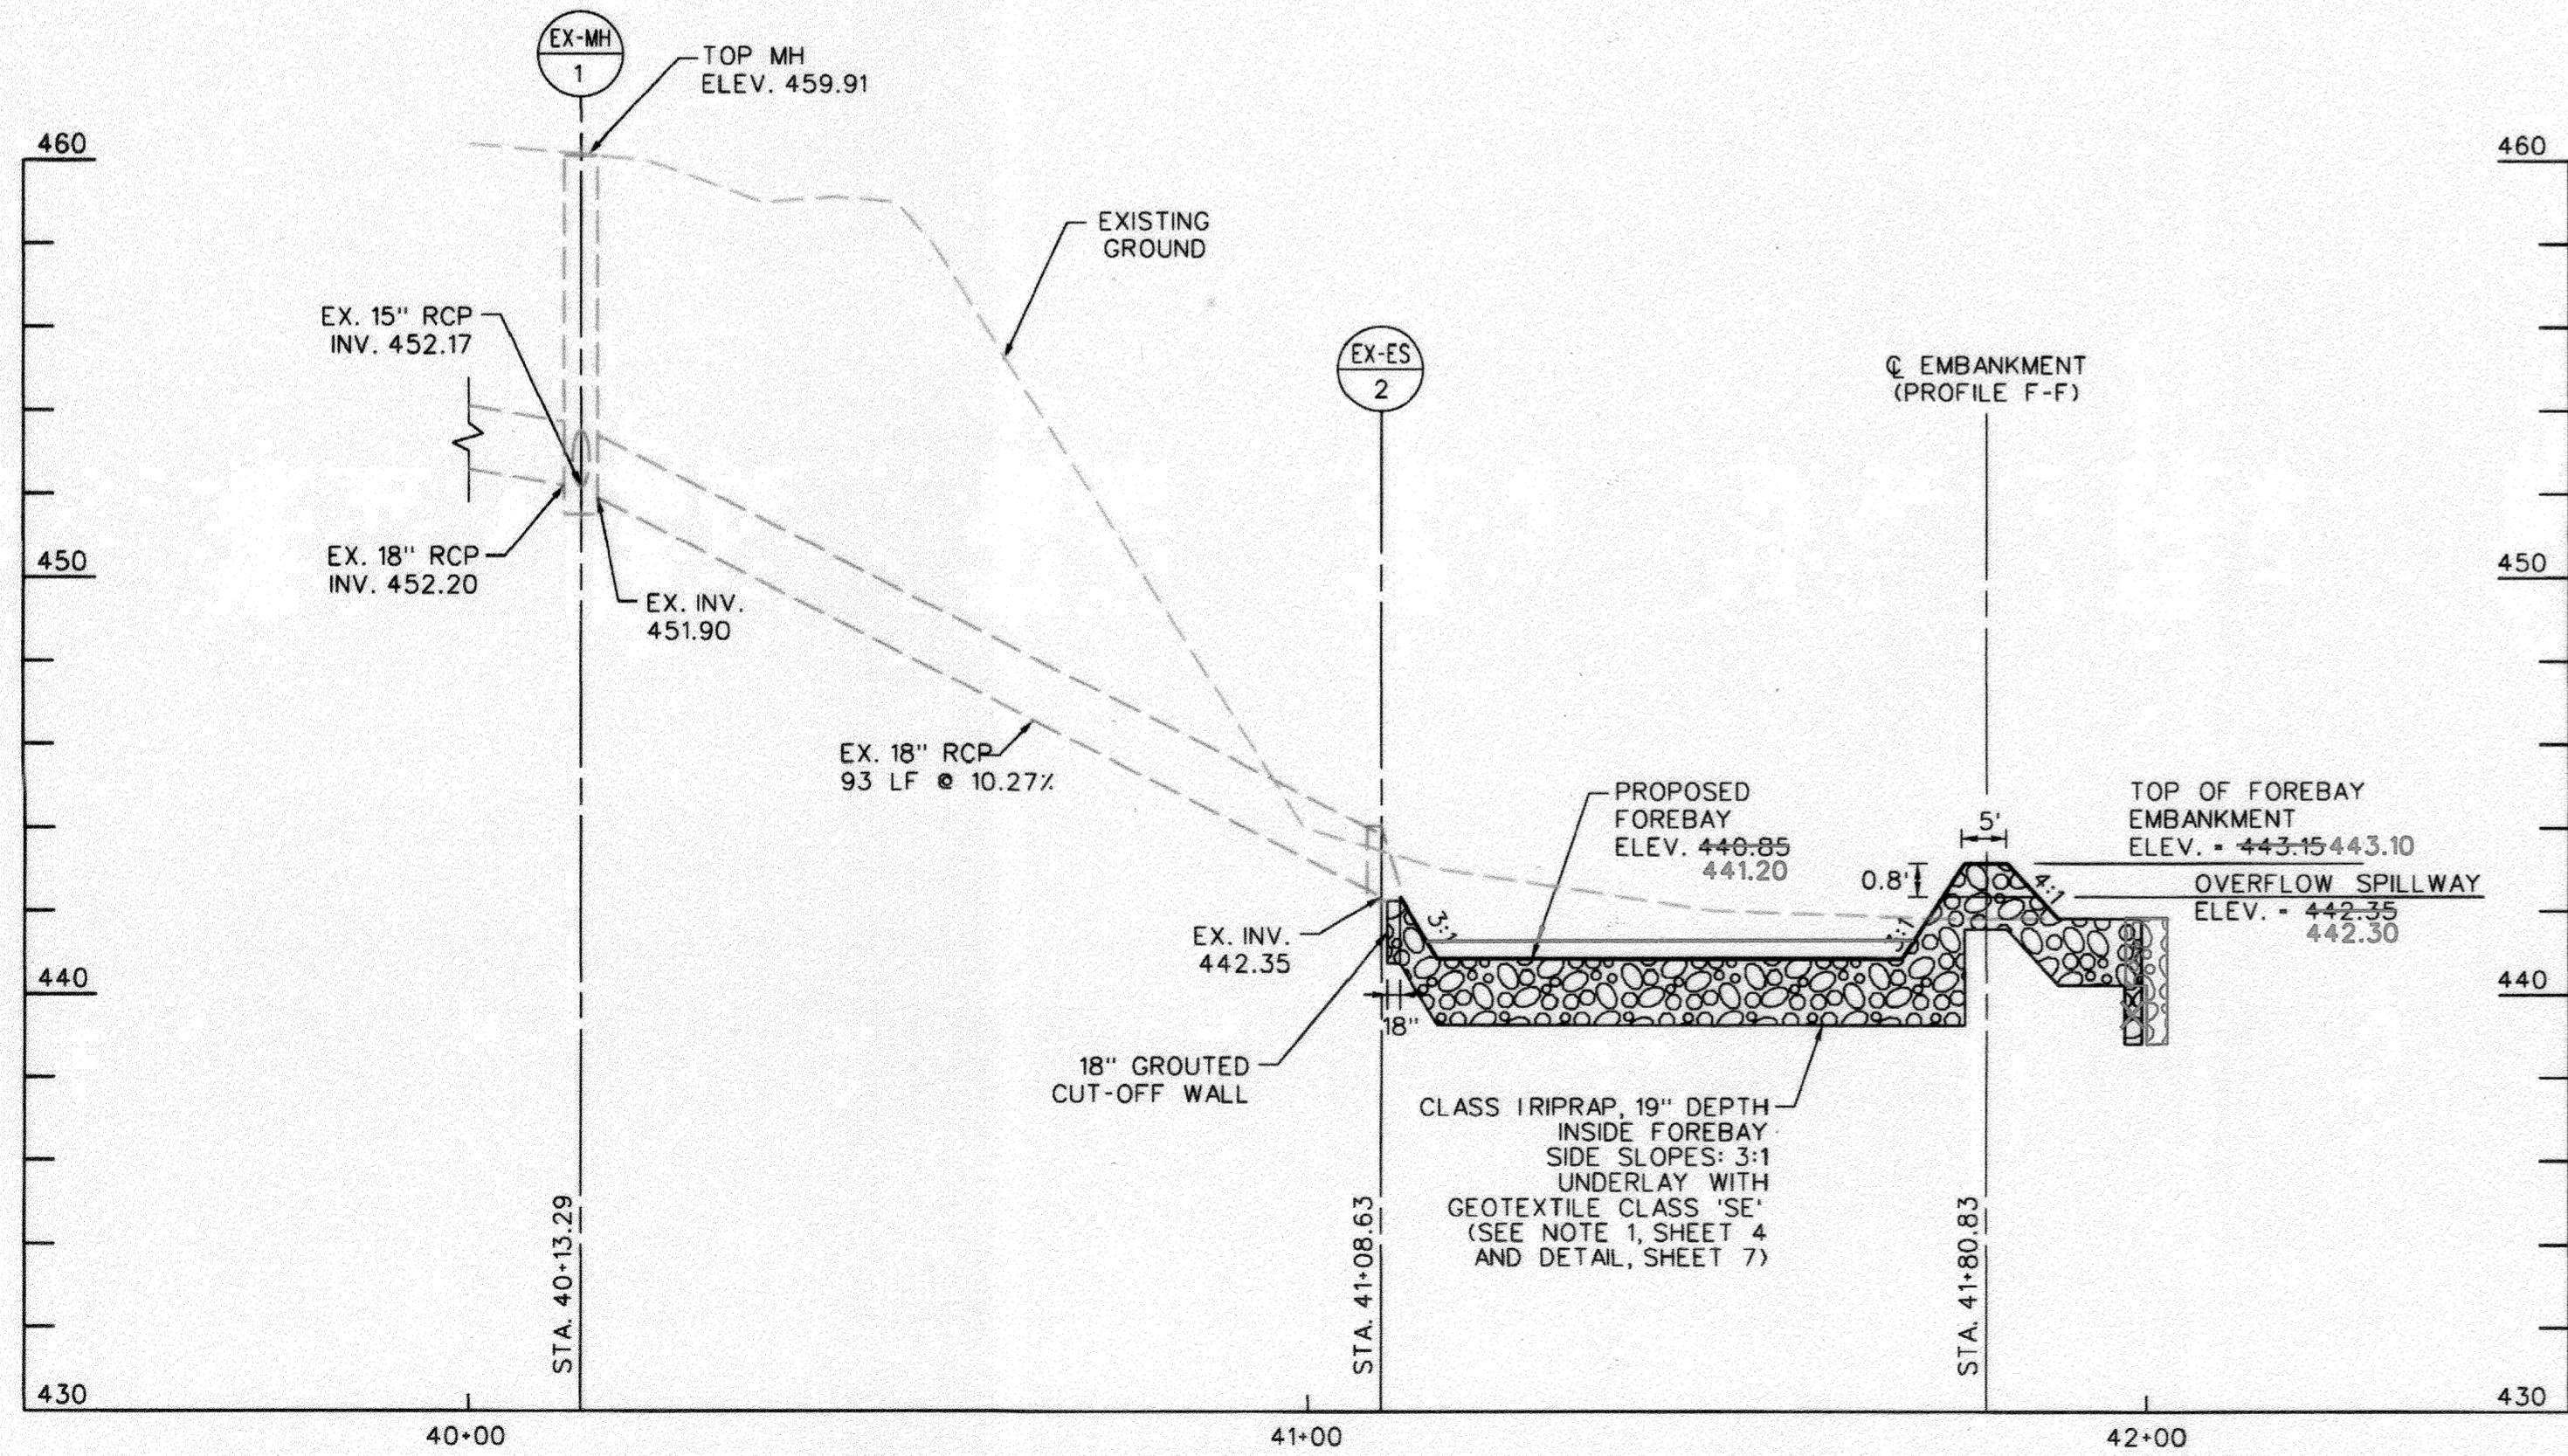 EX-MH
1
TOP MH
ELEV. 459.91
460
460
EXISTING
GROUND
EX. 15" RCP
INV. 452.17
EX-ES
2
℄ EMBANKMENT
(PROFILE F-F)
EX. 18" RCP
INV. 452.20
450
450
EX. INV.
451.90
EX. 18" RCP
93 LF @ 10.27%
PROPOSED
FOREBAY
ELEV. 440.85
441.20
5'
0.8'
TOP OF FOREBAY
EMBANKMENT
ELEV. = 443.15 443.10
OVERFLOW SPILLWAY
ELEV. = 442.35
442.30
3:1
3:1
4:1
EX. INV.
442.35
440
440
18"
18" GROUTED
CUT-OFF WALL
CLASS I RIPRAP, 19" DEPTH
INSIDE FOREBAY
SIDE SLOPES: 3:1
UNDERLAY WITH
GEOTEXTILE CLASS 'SE'
(SEE NOTE 1, SHEET 4
AND DETAIL, SHEET 7)
STA. 40+13.29
STA. 41+08.63
STA. 41+80.83
430
430
40+00
41+00
42+00